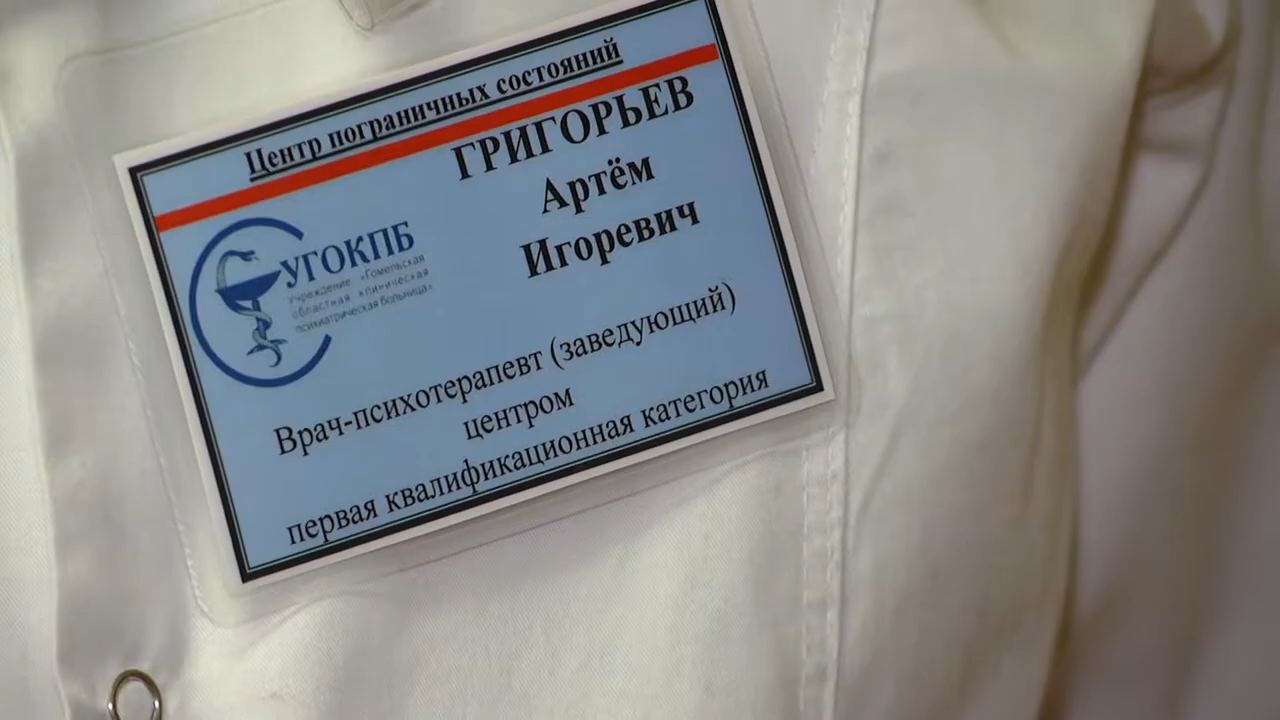 Центр пограничных состояний
ГРИГОРЬЕВ
Артём
Игоревич
УГОКПБ
Учреждение «Гомельская
областная клиническая
психиатрическая больница»
Врач-психотерапевт (заведующий)
центром
первая квалификационная категория